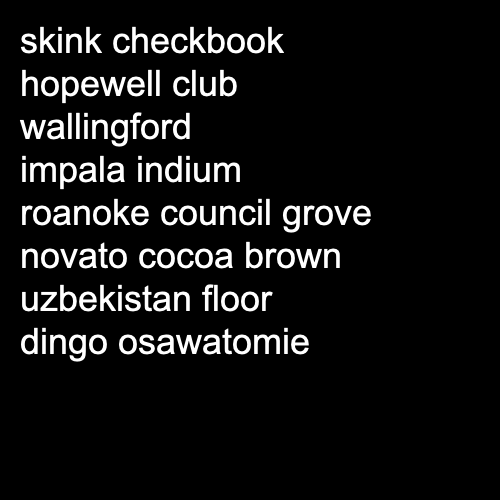 skink checkbook
hopewell club
wallingford
impala indium
roanoke council grove
novato cocoa brown
uzbekistan floor
dingo osawatomie